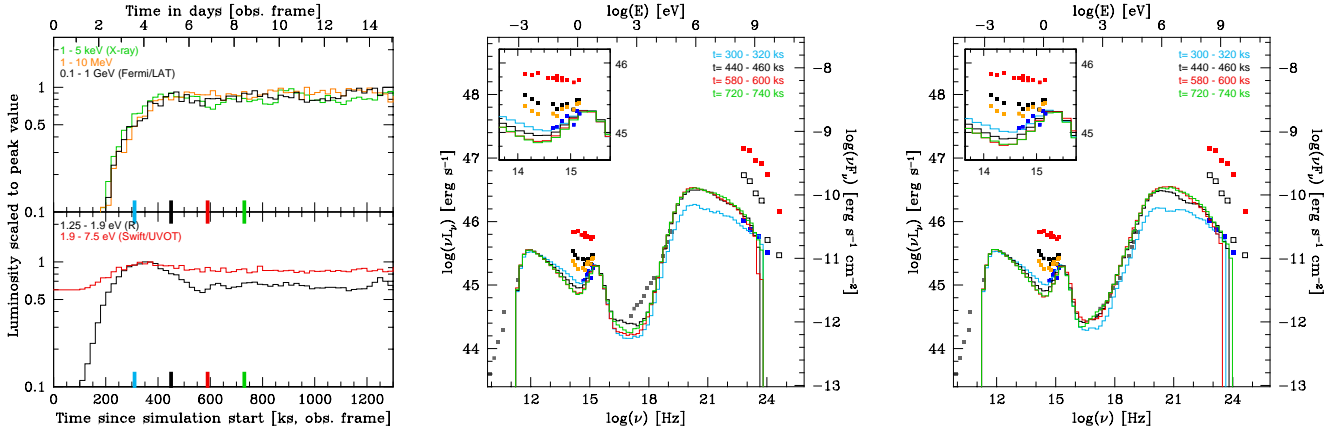 Time in days [obs. frame]
0 2 4 6 8 10 12 14
1 - 5 keV (X-ray)
1 - 10 MeV
0.1 - 1 GeV (Fermi/LAT)
1
0.5
0.1
1.25 - 1.9 eV (R)
1.9 - 7.5 eV (Swift/UVOT)
1
0.5
0.1
Luminosity scaled to peak value
0 200 400 600 800 1000 1200
Time since simulation start [ks, obs. frame]
log(E) [eV]
−3 0 3 6 9
t= 300 - 320 ks
t= 440 - 460 ks
t= 580 - 600 ks
t= 720 - 740 ks
46
45
14 15
48
47
46
45
44
log(νLν) [erg s−1]
−8
−9
−10
−11
−12
−13
log(νFν) [erg s−1 cm−2]
12 15 18 21 24
log(ν) [Hz]
log(E) [eV]
−3 0 3 6 9
t= 300 - 320 ks
t= 440 - 460 ks
t= 580 - 600 ks
t= 720 - 740 ks
46
45
14 15
48
47
46
45
44
log(νLν) [erg s−1]
−8
−9
−10
−11
−12
−13
log(νFν) [erg s−1 cm−2]
12 15 18 21 24
log(ν) [Hz]